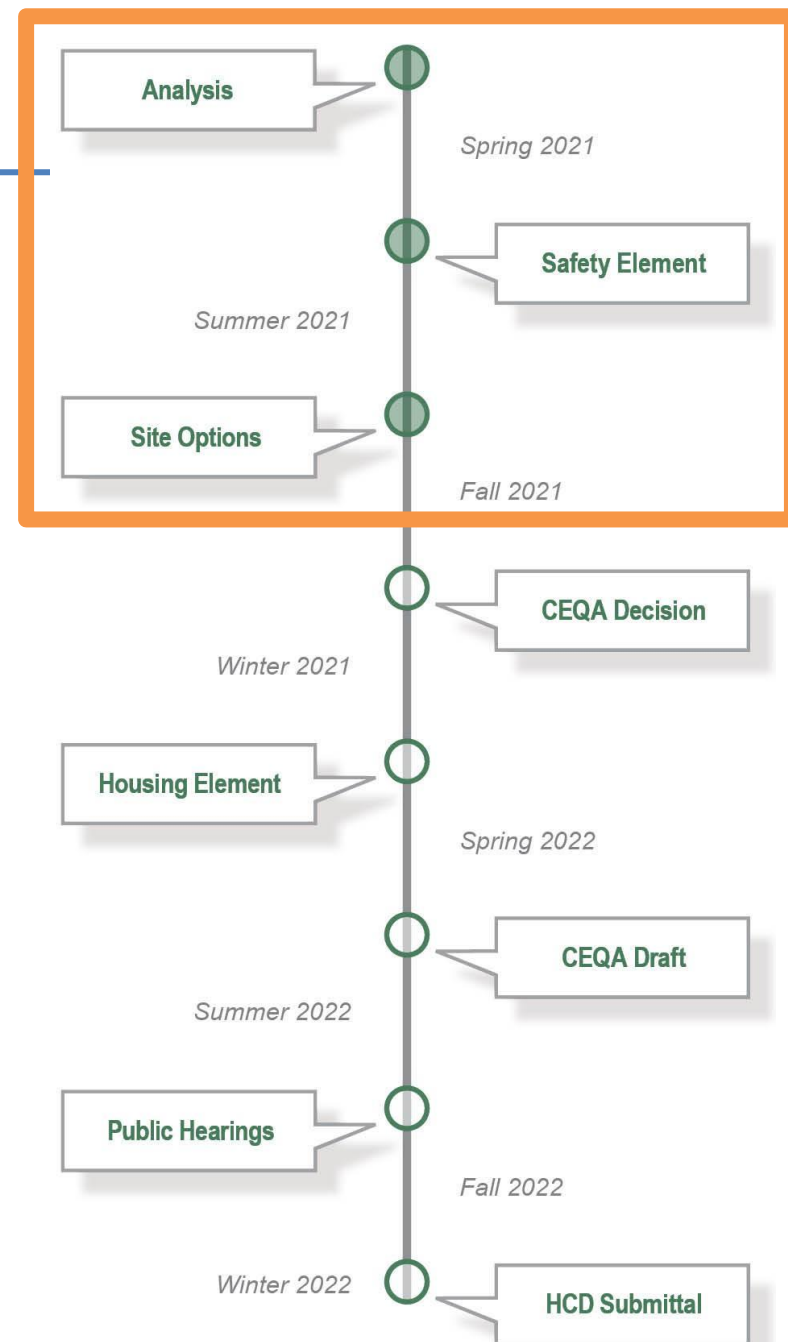 Analysis
Spring 2021
Safety Element
Summer 2021
Site Options
Fall 2021
CEQA Decision
Winter 2021
Housing Element
Spring 2022
CEQA Draft
Summer 2022
Public Hearings
Fall 2022
Winter 2022
HCD Submittal